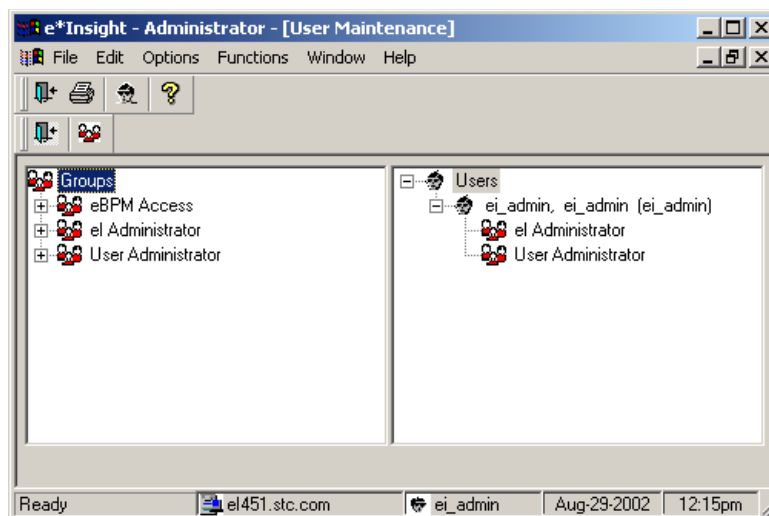 e*Insight - Administrator - [User Maintenance]
File Edit Options Functions Window Help
Groups
eBPM Access
eI Administrator
User Administrator
Users
ei_admin, ei_admin (ei_admin)
eI Administrator
User Administrator
Ready eI451.stc.com ei_admin Aug-29-2002 12:15pm